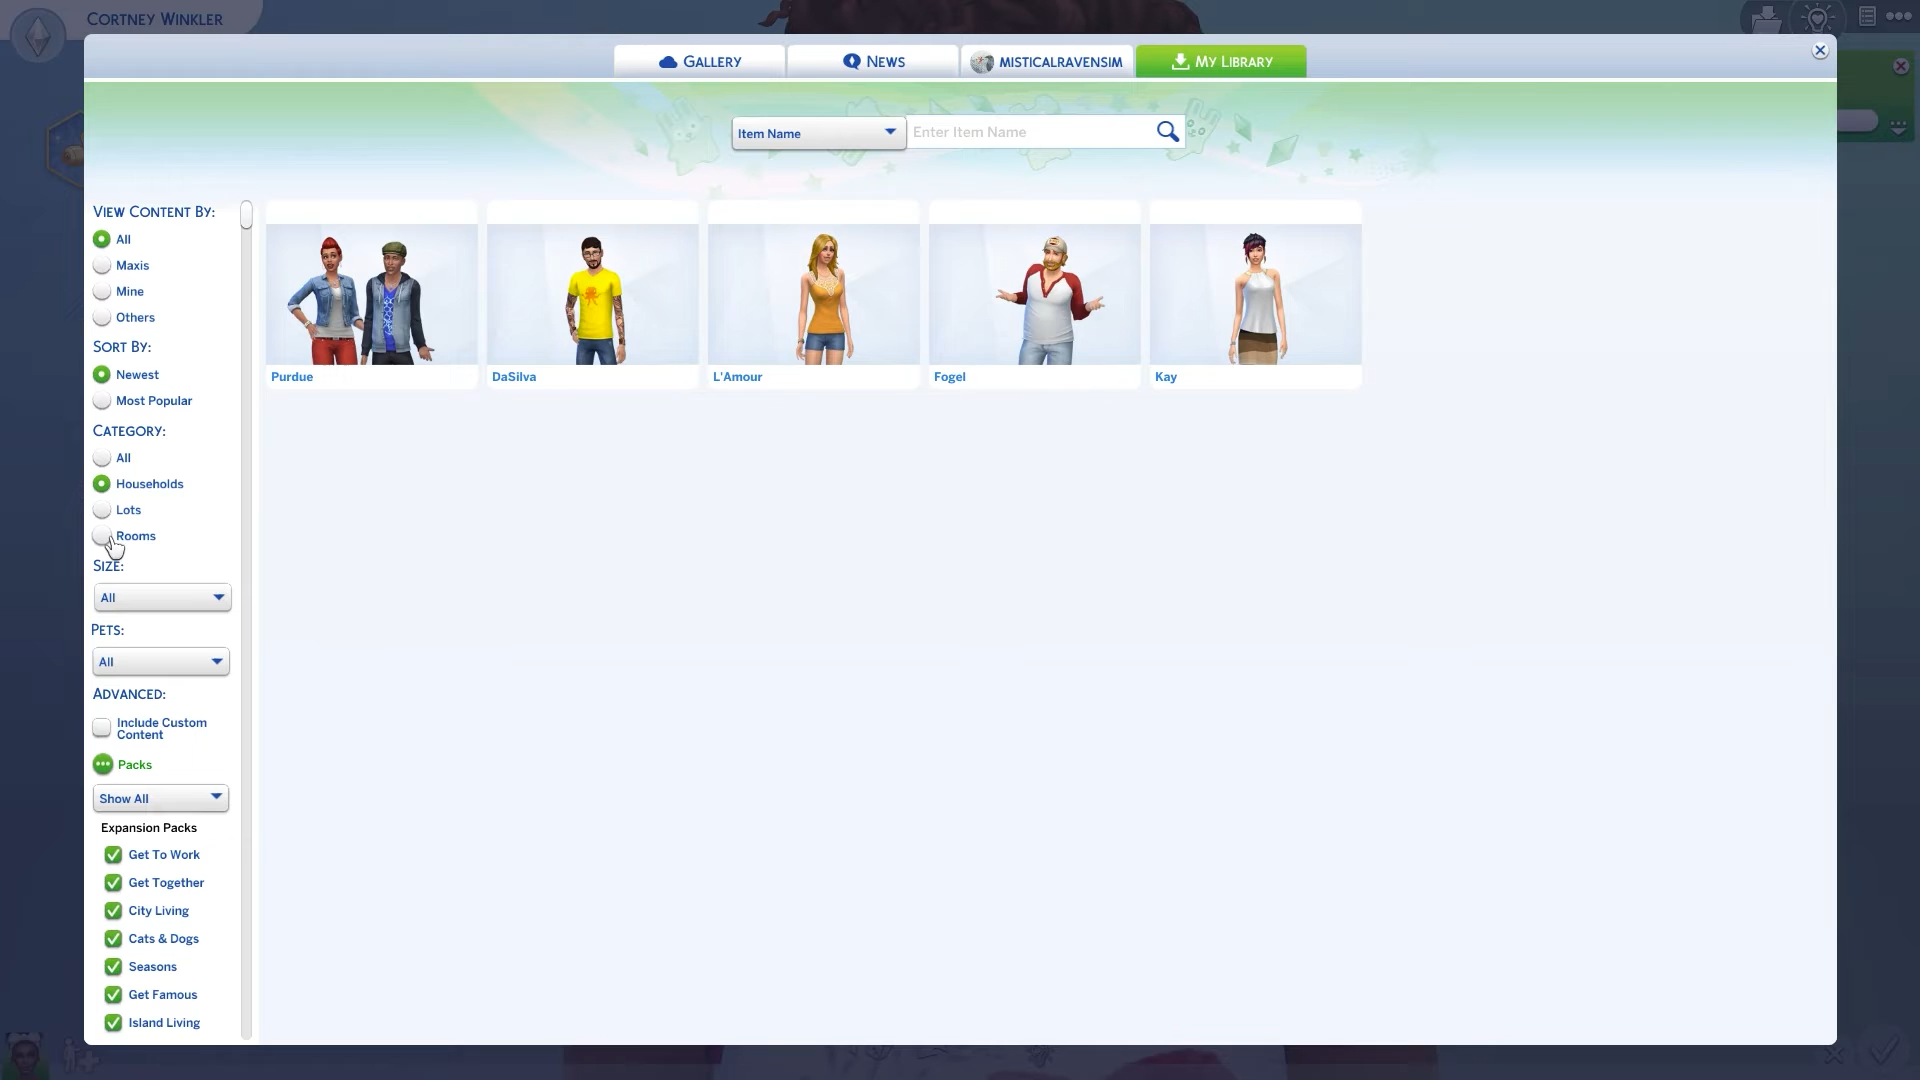 CORTNEY WINKLER
GALLERY
NEWS
MISTICALRAVENSIM
MY LIBRARY
Item Name
Enter Item Name
VIEW CONTENT BY:
All
Maxis
Mine
Others
SORT BY:
Newest
Most Popular
CATEGORY:
All
Households
Lots
Rooms
SIZE:
All
PETS:
All
ADVANCED:
Include Custom
Content
Packs
Show All
Expansion Packs
Get To Work
Get Together
City Living
Cats & Dogs
Seasons
Get Famous
Island Living
Purdue
DaSilva
L'Amour
Fogel
Kay